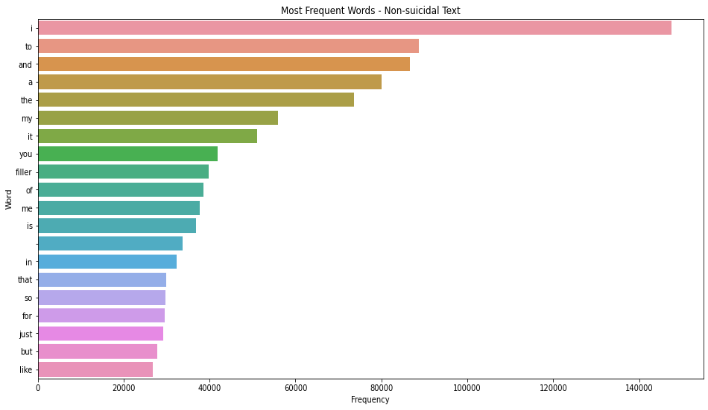 Most Frequent Words - Non-suicidal Text
i
to
and
a
the
my
it
you
filler
of
me
is
in
that
so
for
just
but
like
Word
0 20000 40000 60000 80000 100000 120000 140000
Frequency